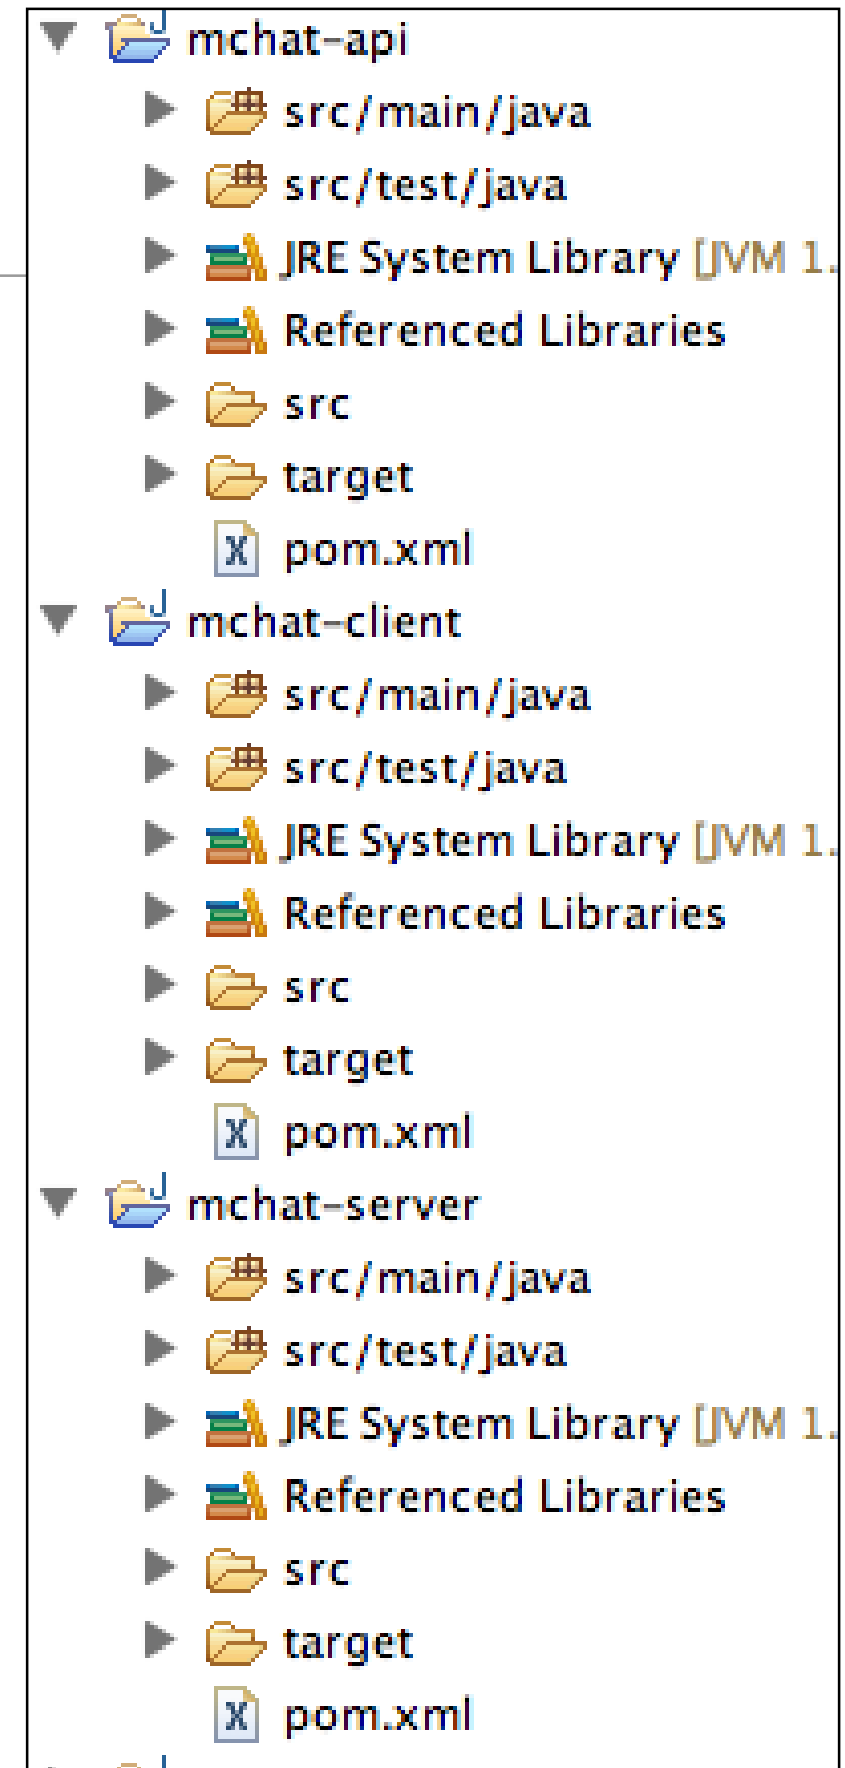 mchat-api
src/main/java
src/test/java
JRE System Library [JVM 1.
Referenced Libraries
src
target
pom.xml
mchat-client
src/main/java
src/test/java
JRE System Library [JVM 1.
Referenced Libraries
src
target
pom.xml
mchat-server
src/main/java
src/test/java
JRE System Library [JVM 1.
Referenced Libraries
src
target
pom.xml